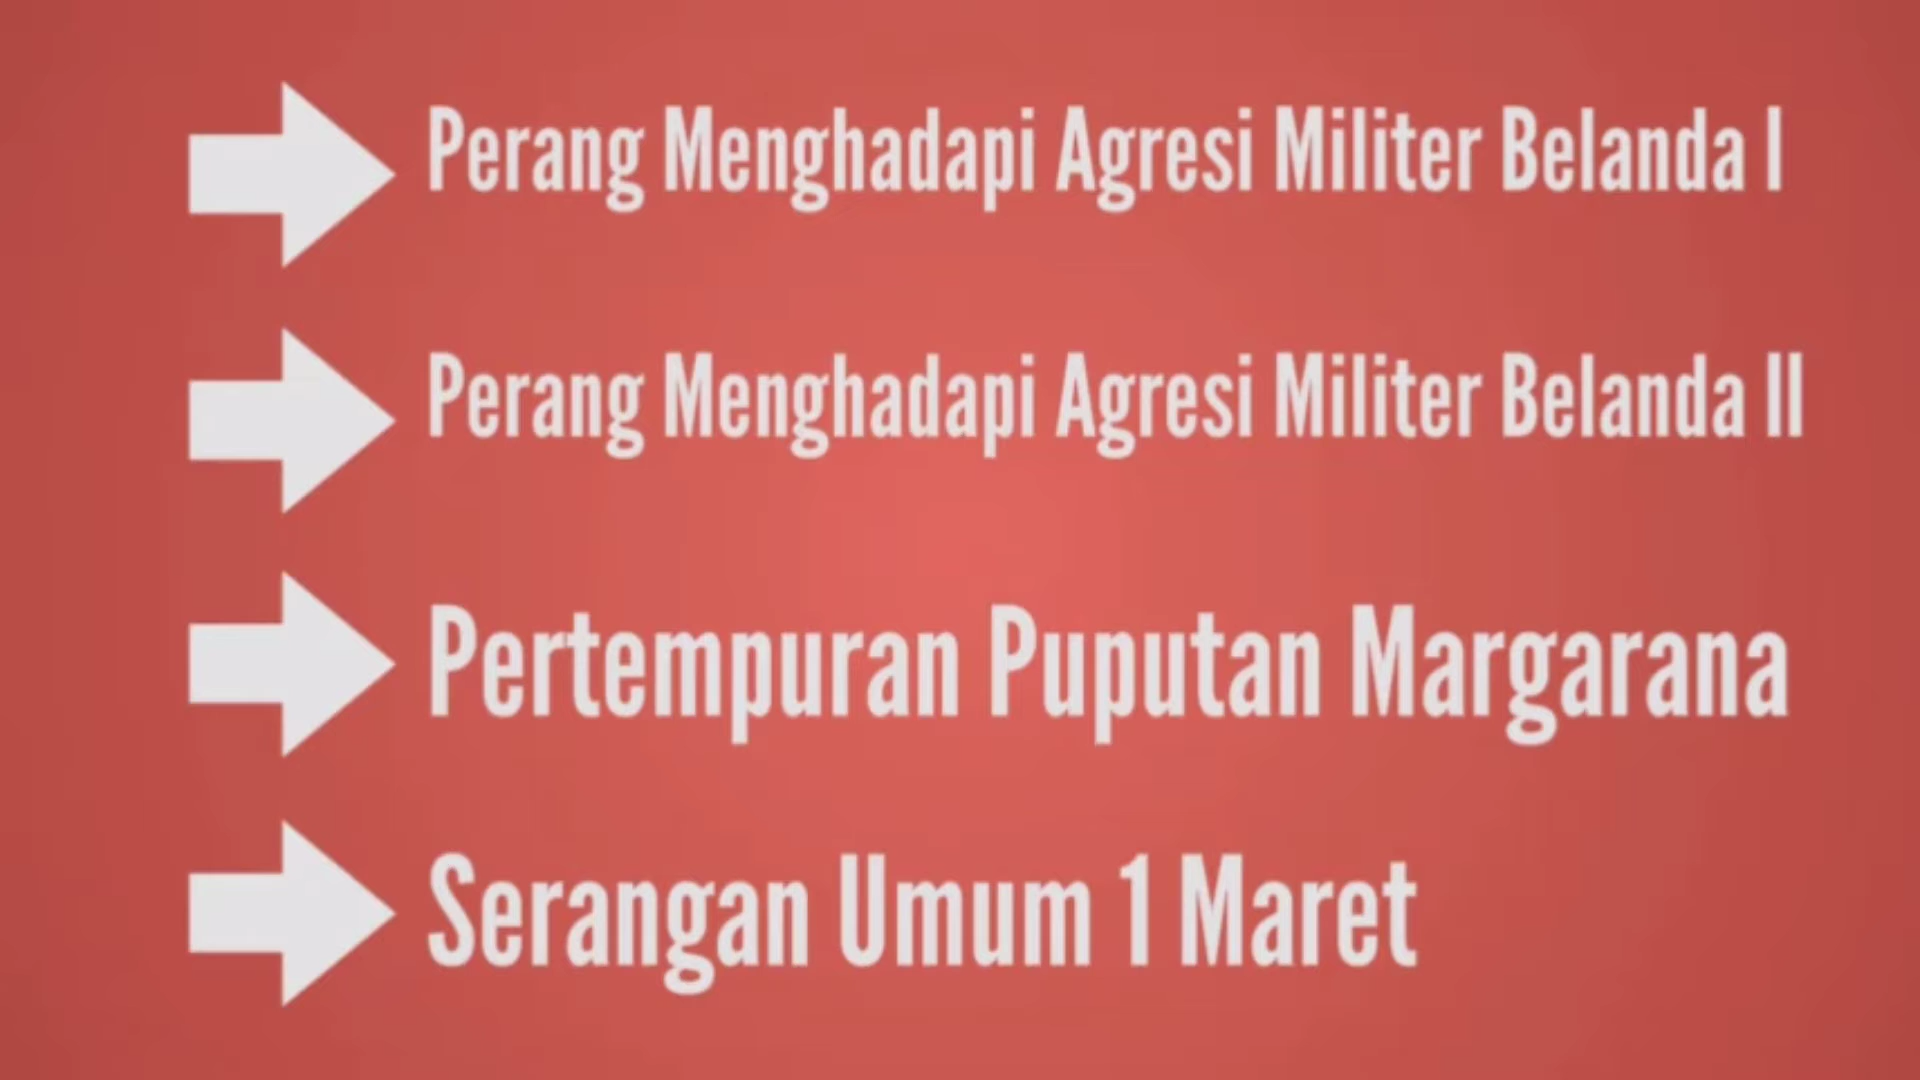 Perang Menghadapi Agresi Militer Belanda I
Perang Menghadapi Agresi Militer Belanda II
Pertempuran Puputan Margarana
Serangan Umum 1 Maret